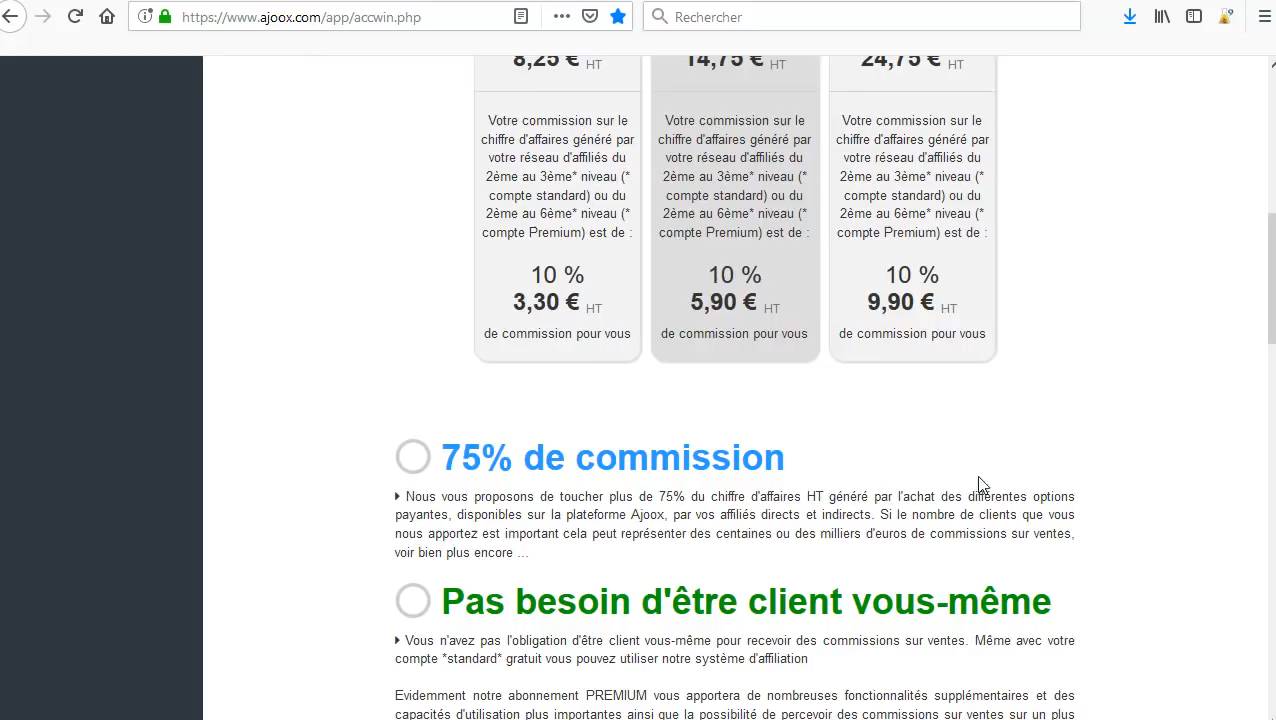 https://www.ajoox.com/app/accwin.php
Rechercher
8,25 € HT
14,75 € HT
24,75 € HT
Votre commission sur le
chiffre d'affaires généré par
votre réseau d'affiliés du
2ème au 3ème* niveau (*
compte standard) ou du
2ème au 6ème* niveau (*
compte Premium) est de :
10 %
3,30 € HT
de commission pour vous
Votre commission sur le
chiffre d'affaires généré par
votre réseau d'affiliés du
2ème au 3ème* niveau (*
compte standard) ou du
2ème au 6ème* niveau (*
compte Premium) est de :
10 %
5,90 € HT
de commission pour vous
Votre commission sur le
chiffre d'affaires généré par
votre réseau d'affiliés du
2ème au 3ème* niveau (*
compte standard) ou du
2ème au 6ème* niveau (*
compte Premium) est de :
10 %
9,90 € HT
de commission pour vous
75% de commission
Nous vous proposons de toucher plus de 75% du chiffre d'affaires HT généré par l'achat des différentes options
payantes, disponibles sur la plateforme Ajoox, par vos affiliés directs et indirects. Si le nombre de clients que vous
nous apportez est important cela peut représenter des centaines ou des milliers d'euros de commissions sur ventes,
voir bien plus encore ...
Pas besoin d'être client vous-même
Vous n'avez pas l'obligation d'être client vous-même pour recevoir des commissions sur ventes. Même avec votre
compte *standard* gratuit vous pouvez utiliser notre système d'affiliation
Evidemment notre abonnement PREMIUM vous apportera de nombreuses fonctionnalités supplémentaires et des
capacités d'utilisation plus importantes ainsi que la possibilité de percevoir des commissions sur ventes sur un plus